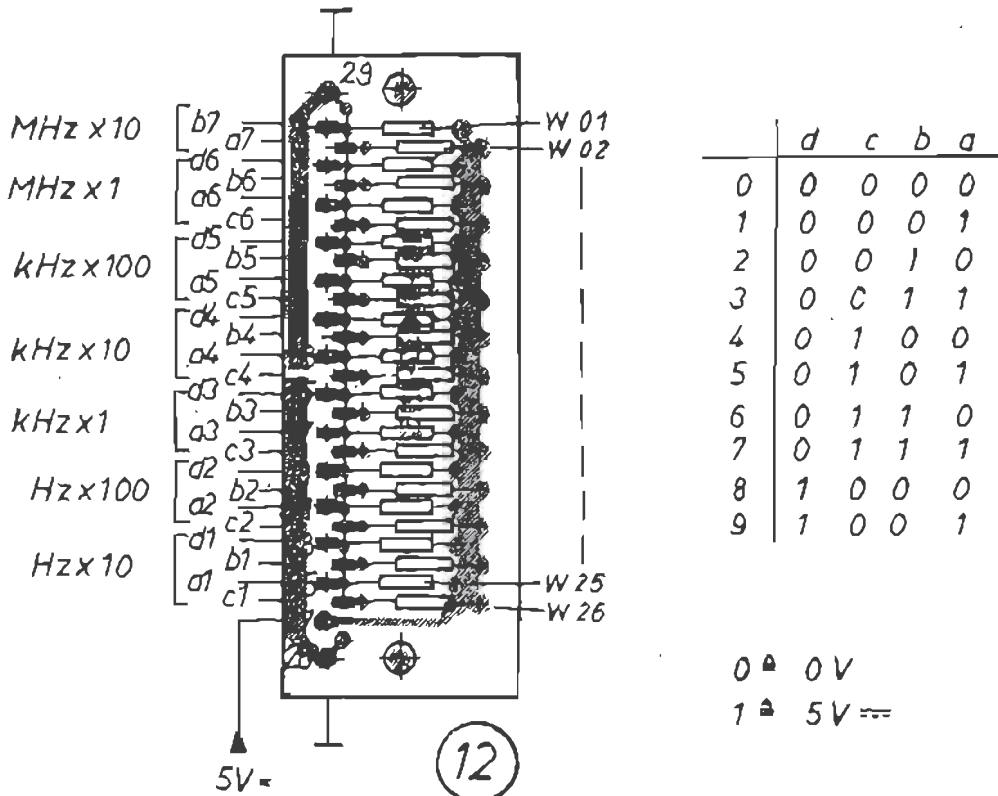 29
MHz x10
b7
a7
MHz x1
d6
b6
a6
c6
kHz x100
d5
b5
a5
c5
kHz x10
d4
b4
a4
c4
kHz x1
d3
b3
a3
c3
Hz x100
d2
b2
a2
c2
Hz x10
d1
b1
a1
c1
W 01
W 02
W 25
W 26
5V =
12
d c b a
0 0 0 0 0
1 0 0 0 1
2 0 0 1 0
3 0 0 1 1
4 0 1 0 0
5 0 1 0 1
6 0 1 1 0
7 0 1 1 1
8 1 0 0 0
9 1 0 0 1
0 ≙ 0 V
1 ≙ 5 V ⎓